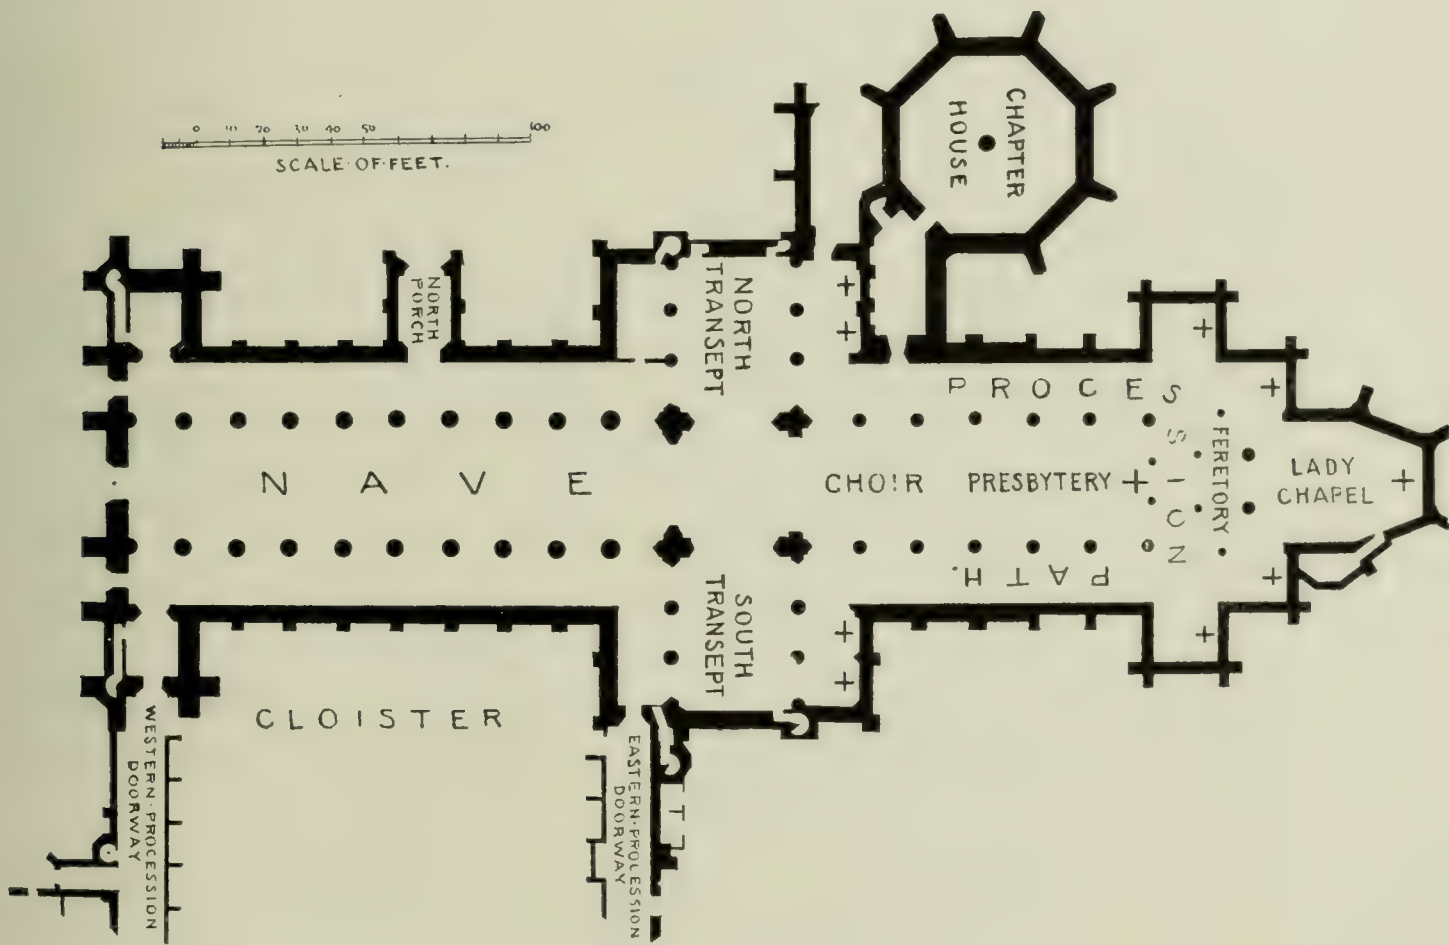 0 10 20 30 40 50 100
SCALE·OF·FEET.
CHAPTER
HOUSE
NORTH
PORCH
NORTH
TRANSEPT
PROCES
SION
PATH.
NAVE
CHOIR PRESBYTERY
FERETORY
LADY
CHAPEL
SOUTH
TRANSEPT
CLOISTER
WESTERN·PROCESSION
DOORWAY
EASTERN·PROLESSION
DOORWAY